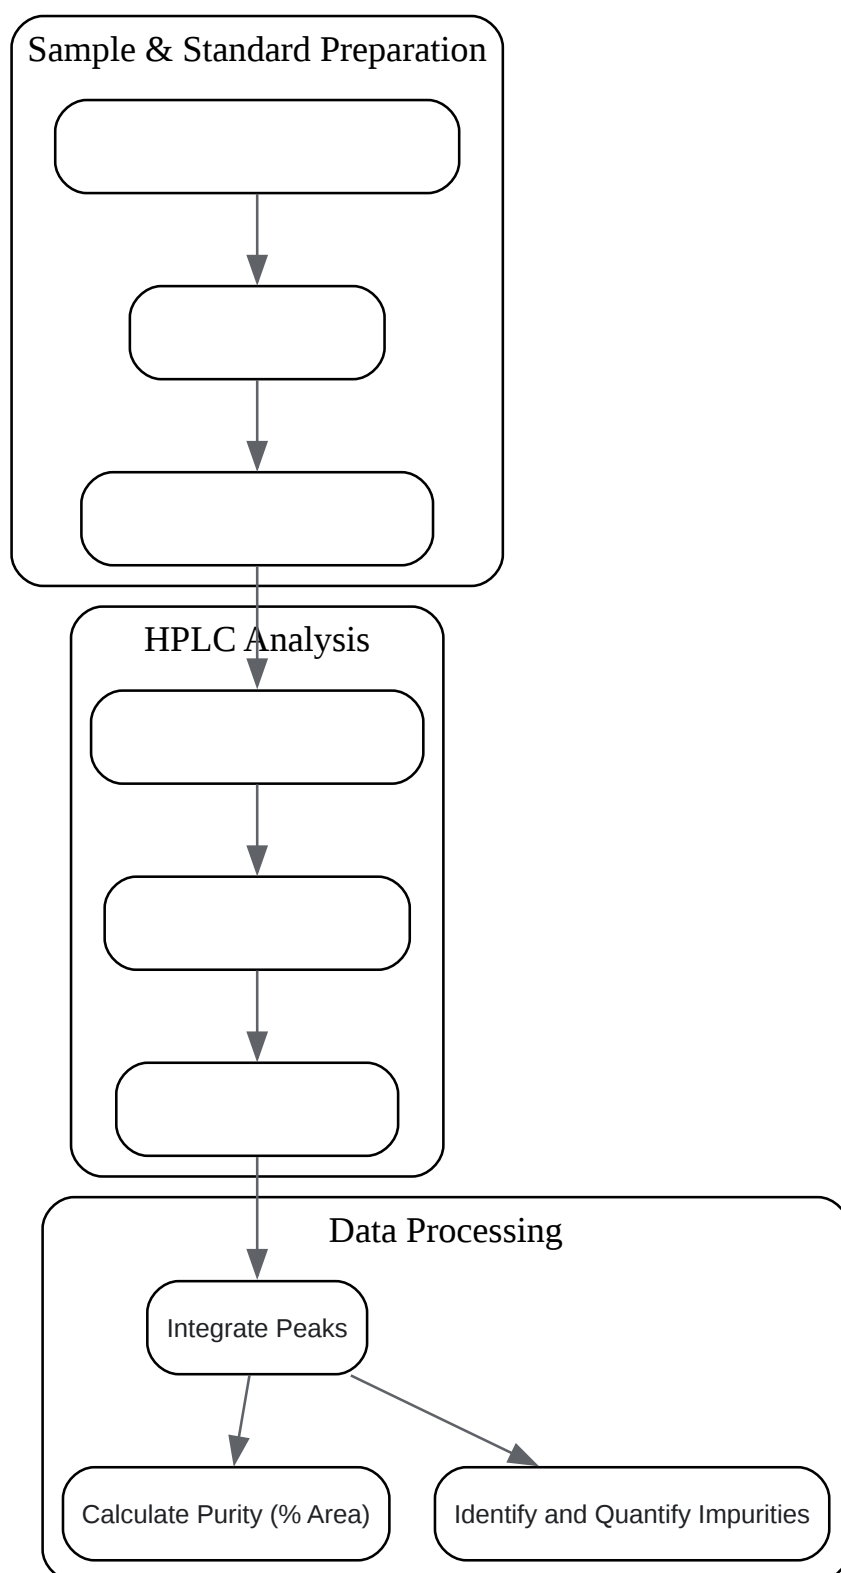 Sample & Standard Preparation
HPLC Analysis
Data Processing
Integrate Peaks
Calculate Purity (% Area)
Identify and Quantify Impurities